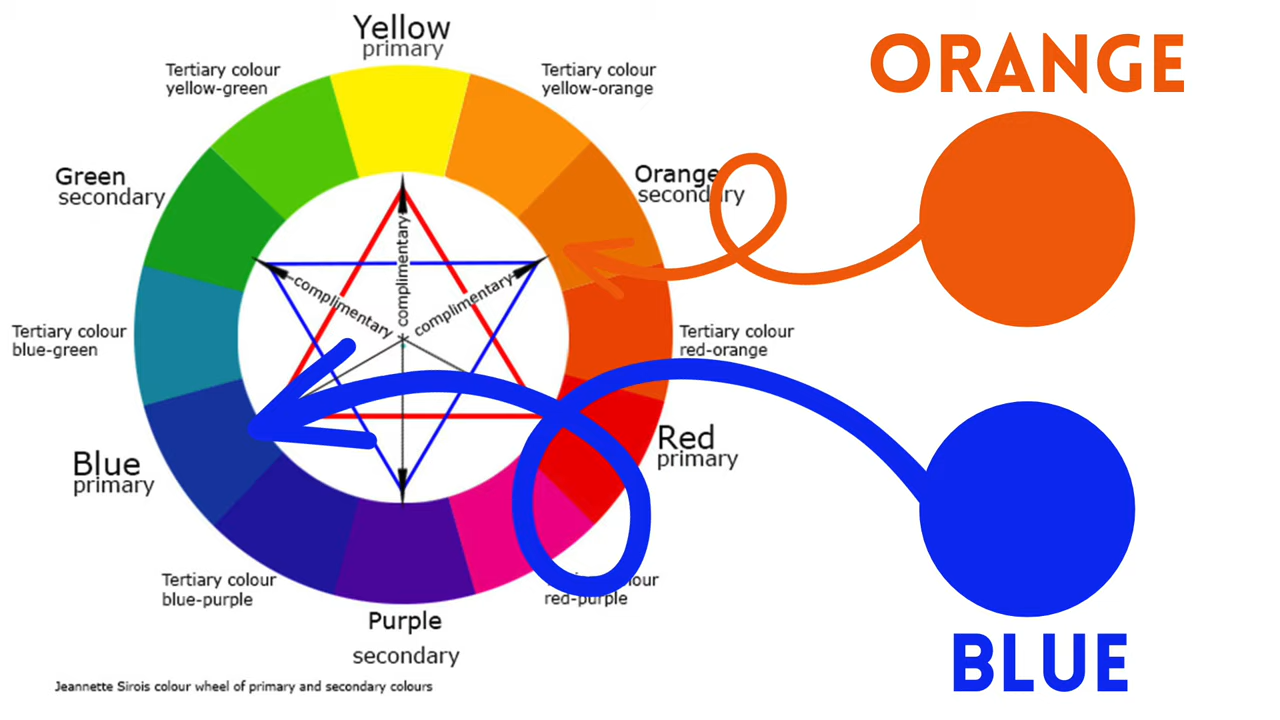 Yellow
primary
Tertiary colour
yellow-green
Tertiary colour
yellow-orange
ORANGE
Green
secondary
Orange
secondary
complimentary
complimentary
complimentary
Tertiary colour
blue-green
Tertiary colour
red-orange
Blue
primary
Red
primary
Tertiary colour
blue-purple
red-purple
Purple
secondary
BLUE
Jeannette Sirois colour wheel of primary and secondary colours